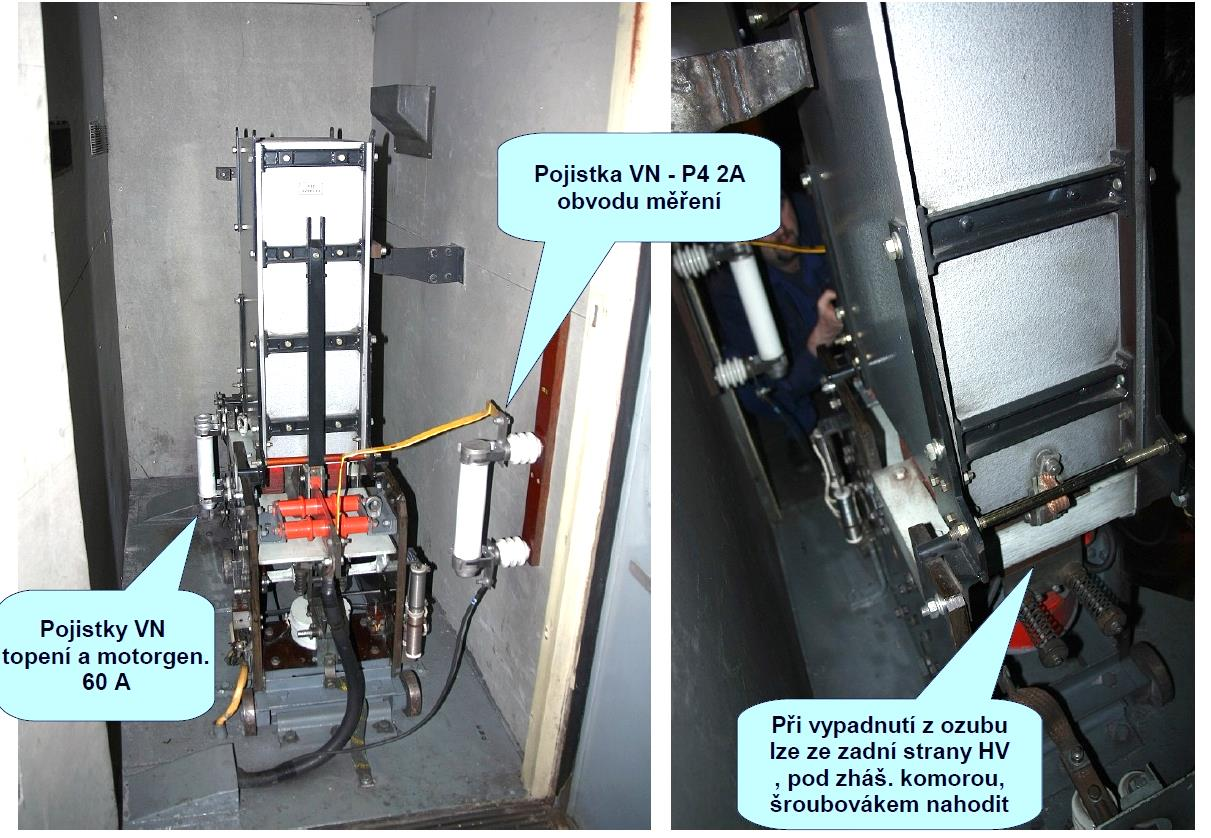 Pojistka VN - P4 2A
obvodu měření
Pojistky VN
topení a motorgen.
60 A
Při vypadnutí z ozubu
lze ze zadní strany HV
, pod zháš. komorou,
šroubovákem nahodit